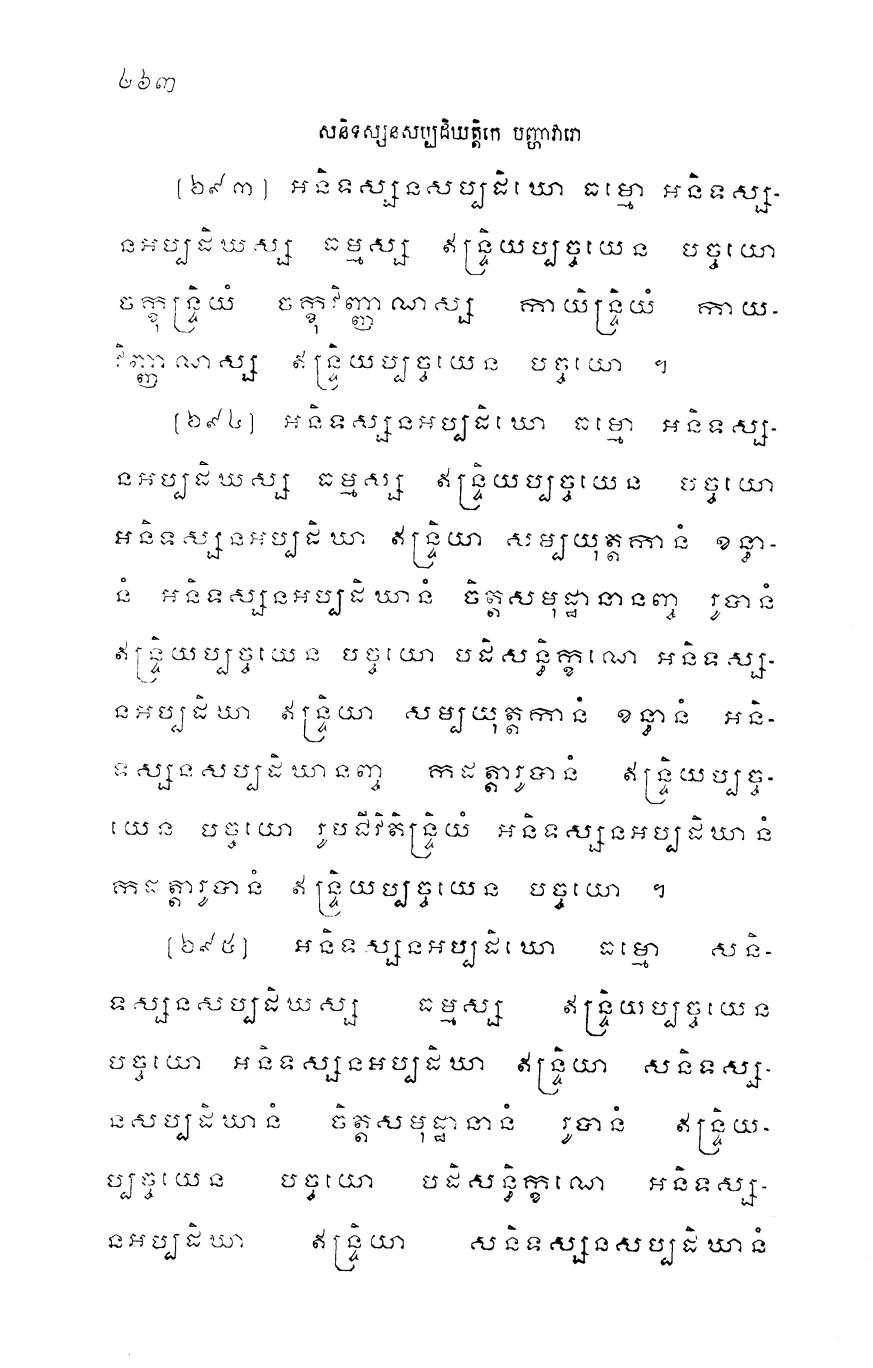 ២៦៣
សនិទស្សនសប្បដិឃត្តិកេ បញ្ហាវារោ
[៦៩៣] អនិទស្សនសប្បដិឃោ ធម្មោ អនិទស្ស-
នអប្បដិឃស្ស ធម្មស្ស ឥន្ទ្រិយប្បច្ចយេន បច្ចយោ
ចក្ខុន្ទ្រិយំ ចក្ខុវិញ្ញាណស្ស កាយិន្ទ្រិយំ កាយ-
វិញ្ញាណស្ស ឥន្ទ្រិយប្បច្ចយេន បច្ចយោ ។
[៦៩៤] អនិទស្សនអប្បដិឃោ ធម្មោ អនិទស្ស-
នអប្បដិឃស្ស ធម្មស្ស ឥន្ទ្រិយប្បច្ចយេន បច្ចយោ
អនិទស្សនអប្បដិឃា ឥន្ទ្រិយា សម្បយុត្តកានំ ខន្ធា-
នំ អនិទស្សនអប្បដិឃានំ ចិត្តសមុដ្ឋានានញ្ច រូបានំ
ឥន្ទ្រិយប្បច្ចយេន បច្ចយោ បដិសន្ធិក្ខណេ អនិទស្ស-
នអប្បដិឃា ឥន្ទ្រិយា សម្បយុត្តកានំ ខន្ធានំ អនិ-
ទស្សនសប្បដិឃានញ្ច កដត្តារូបានំ ឥន្ទ្រិយប្បច្ច-
យេន បច្ចយោ រូបជីវិតិន្ទ្រិយំ អនិទស្សនអប្បដិឃានំ
កដត្តារូបានំ ឥន្ទ្រិយប្បច្ចយេន បច្ចយោ ។
[៦៩៥] អនិទស្សនអប្បដិឃោ ធម្មោ សនិ-
ទស្សនសប្បដិឃស្ស ធម្មស្ស ឥន្ទ្រិយប្បច្ចយេន
បច្ចយោ អនិទស្សនអប្បដិឃា ឥន្ទ្រិយា សនិទស្ស-
នសប្បដិឃានំ ចិត្តសមុដ្ឋានានំ រូបានំ ឥន្ទ្រិយ-
ប្បច្ចយេន បច្ចយោ បដិសន្ធិក្ខណេ អនិទស្ស-
នអប្បដិឃា ឥន្ទ្រិយា សនិទស្សនសប្បដិឃានំ